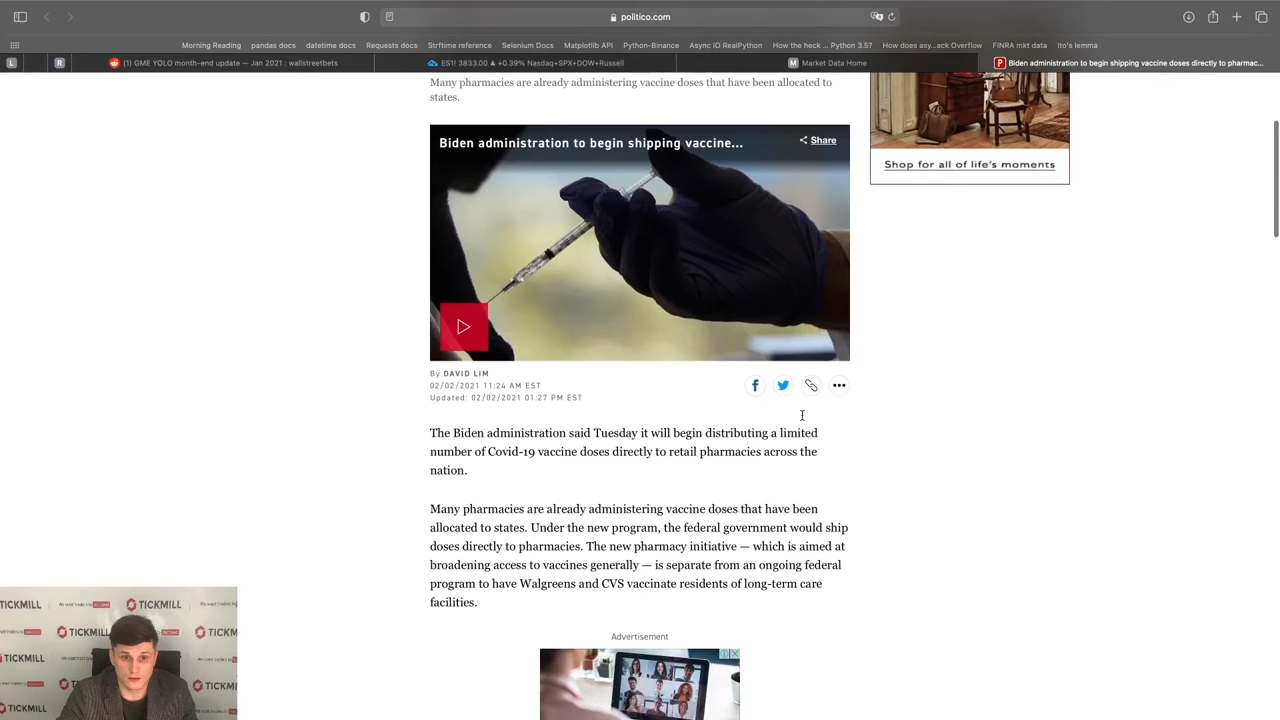 politico.com
Morning Reading pandas docs datetime docs Requests docs Strftime reference Selenium Docs Matplotlib API Python-Binance Async IO RealPython How the heck ... Python 3.5? How does asy...ack Overflow FINRA mkt data Ito's lemma
L R (1) GME YOLO month-end update — Jan 2021 : wallstreetbets ES1! 3833.00 ▲ +0.39% Nasdaq+SPX+DOW+Russell M Market Data Home P Biden administration to begin shipping vaccine doses directly to pharmac...
Many pharmacies are already administering vaccine doses that have been allocated to
states.
Biden administration to begin shipping vaccine...
Share
Shop for all of life's moments
By DAVID LIM
02/02/2021 11:24 AM EST
Updated: 02/02/2021 01:27 PM EST
The Biden administration said Tuesday it will begin distributing a limited
number of Covid-19 vaccine doses directly to retail pharmacies across the
nation.
Many pharmacies are already administering vaccine doses that have been
allocated to states. Under the new program, the federal government would ship
doses directly to pharmacies. The new pharmacy initiative — which is aimed at
broadening access to vaccines generally — is separate from an ongoing federal
program to have Walgreens and CVS vaccinate residents of long-term care
facilities.
Advertisement
TICKMILL TICKMILL
TICKMILL
TICKMILL
TICKMILL